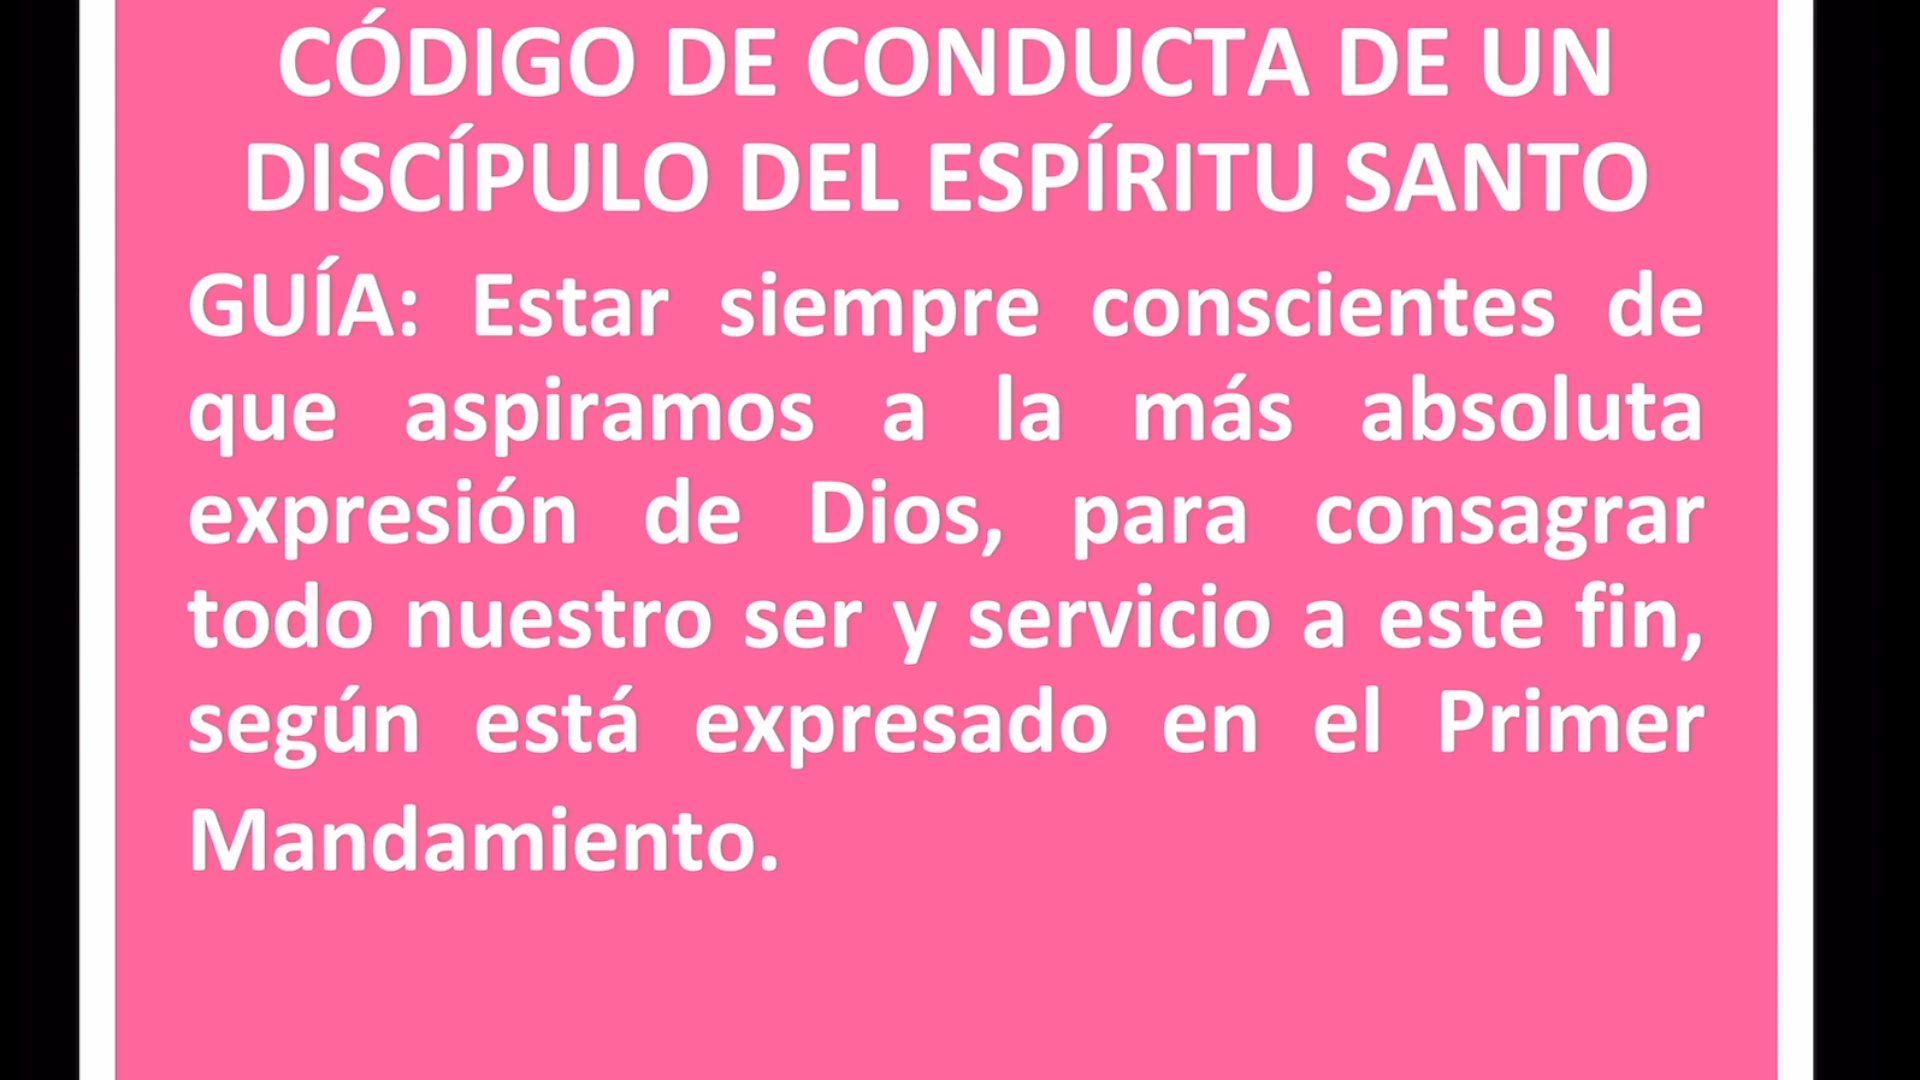 CÓDIGO DE CONDUCTA DE UN
DISCÍPULO DEL ESPÍRITU SANTO
GUÍA: Estar siempre conscientes de
que aspiramos a la más absoluta
expresión de Dios, para consagrar
todo nuestro ser y servicio a este fin,
según está expresado en el Primer
Mandamiento.